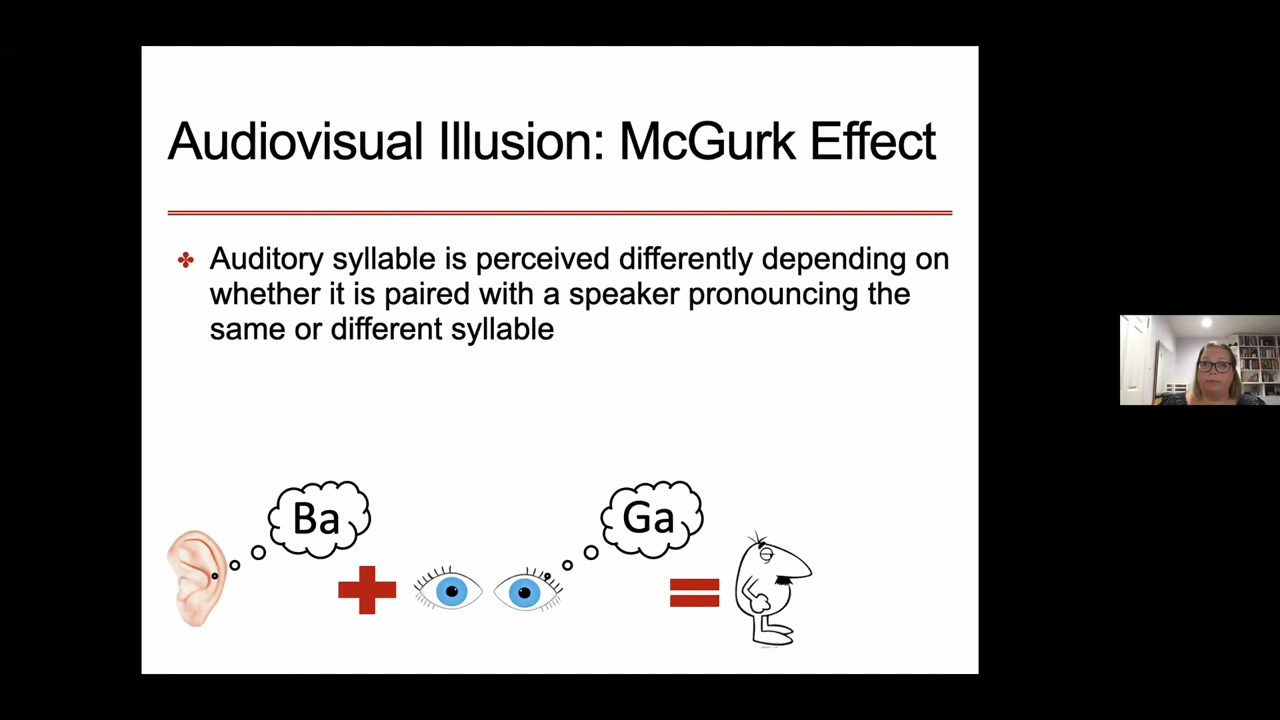 Audiovisual Illusion: McGurk Effect
Auditory syllable is perceived differently depending on
whether it is paired with a speaker pronouncing the
same or different syllable
Ba
Ga